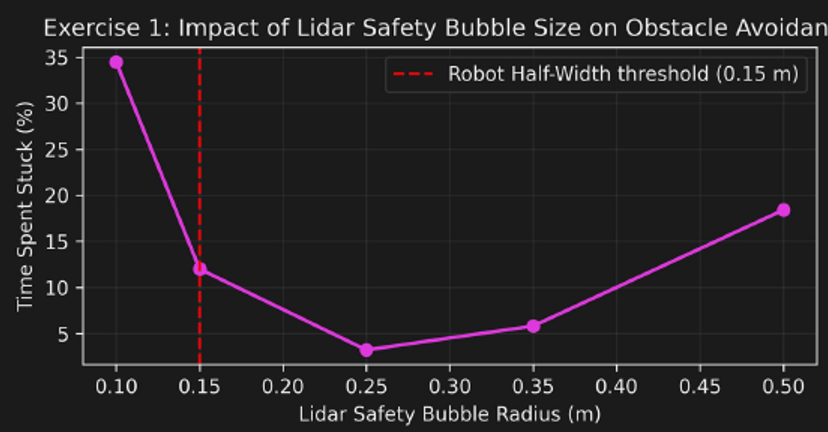 Exercise 1: Impact of Lidar Safety Bubble Size on Obstacle Avoidan
Robot Half-Width threshold (0.15 m)
Time Spent Stuck (%)
35
30
25
20
15
10
5
0.10 0.15 0.20 0.25 0.30 0.35 0.40 0.45 0.50
Lidar Safety Bubble Radius (m)